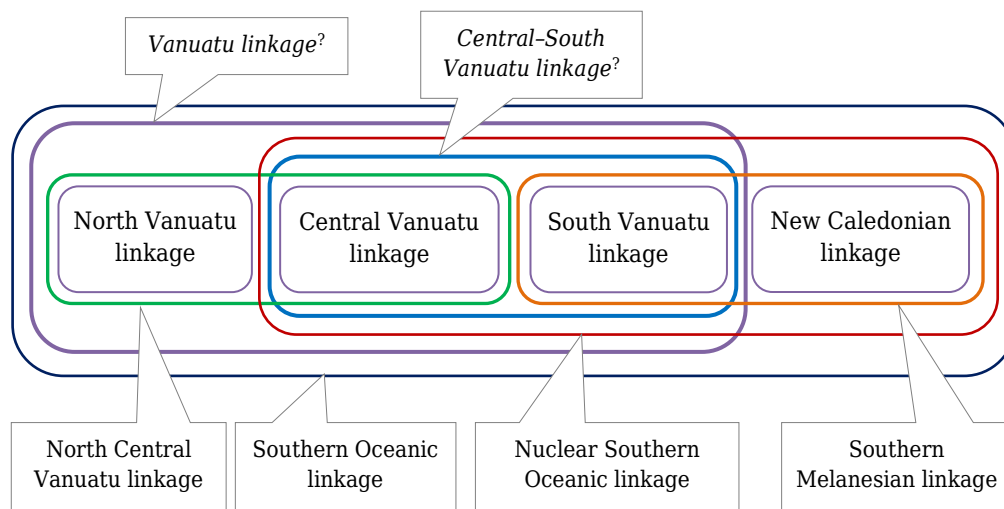 Vanuatu linkage?
Central–South
Vanuatu linkage?
North Vanuatu
linkage
Central Vanuatu
linkage
South Vanuatu
linkage
New Caledonian
linkage
North Central
Vanuatu linkage
Southern Oceanic
linkage
Nuclear Southern
Oceanic linkage
Southern
Melanesian linkage